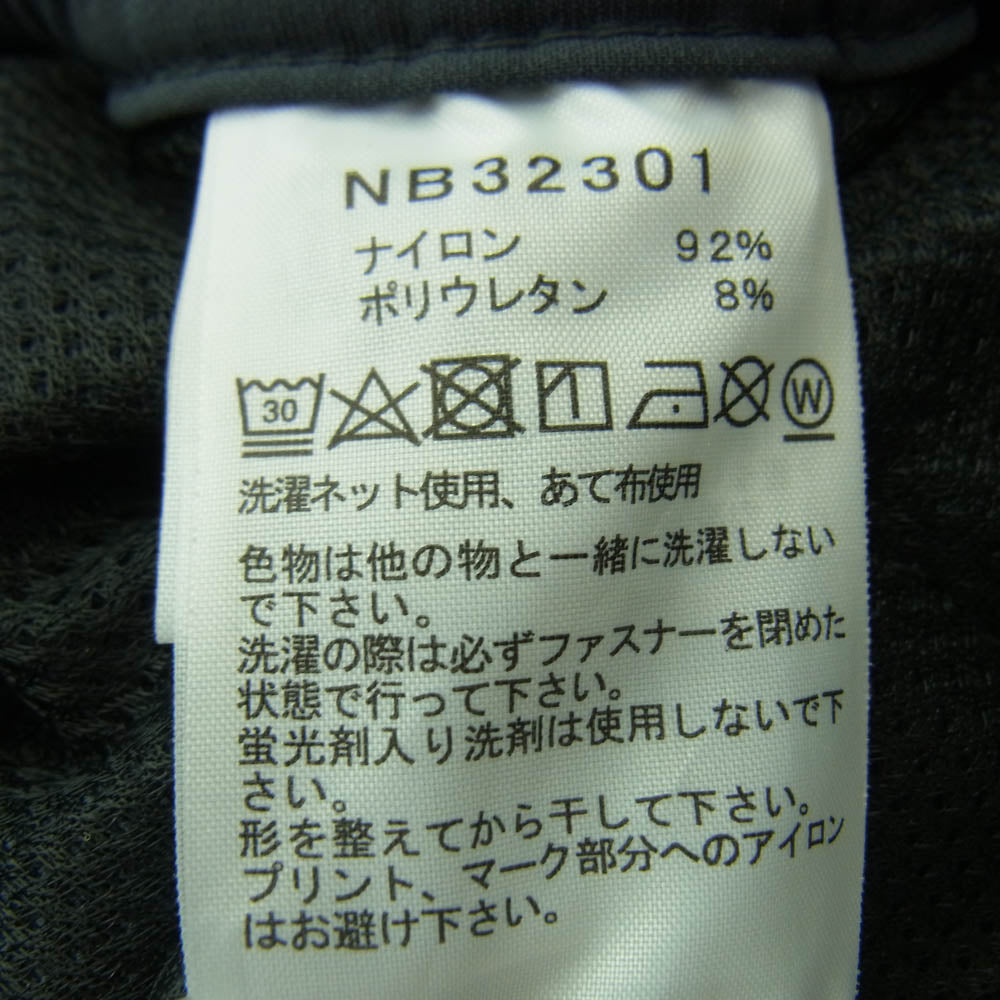 NB32301
ナイロン 92%
ポリウレタン 8%
30 W
洗濯ネット使用、あて布使用
色物は他の物と一緒に洗濯しない
で下さい。
洗濯の際は必ずファスナーを閉めた
状態で行って下さい。
蛍光剤入り洗剤は使用しないで下
さい。
形を整えてから干して下さい。
プリント、マーク部分へのアイロン
はお避け下さい。